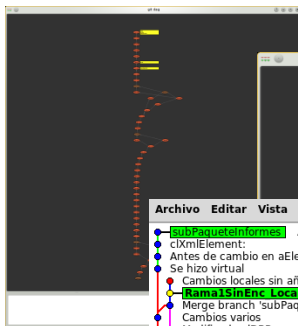 Archivo Editar Vista
subPaqueteInformes
clXmlElement:
Antes de cambio en aEle
Se hizo virtual
Cambios locales sin añ
Rama1SinEnc Loca
Merge branch 'subPaq
Cambios varios